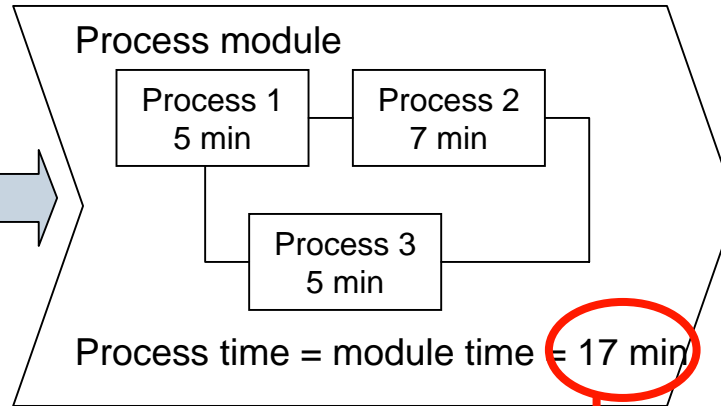 Process module
Process 1
5 min
Process 2
7 min
Process 3
5 min
Process time = module time = 17 min